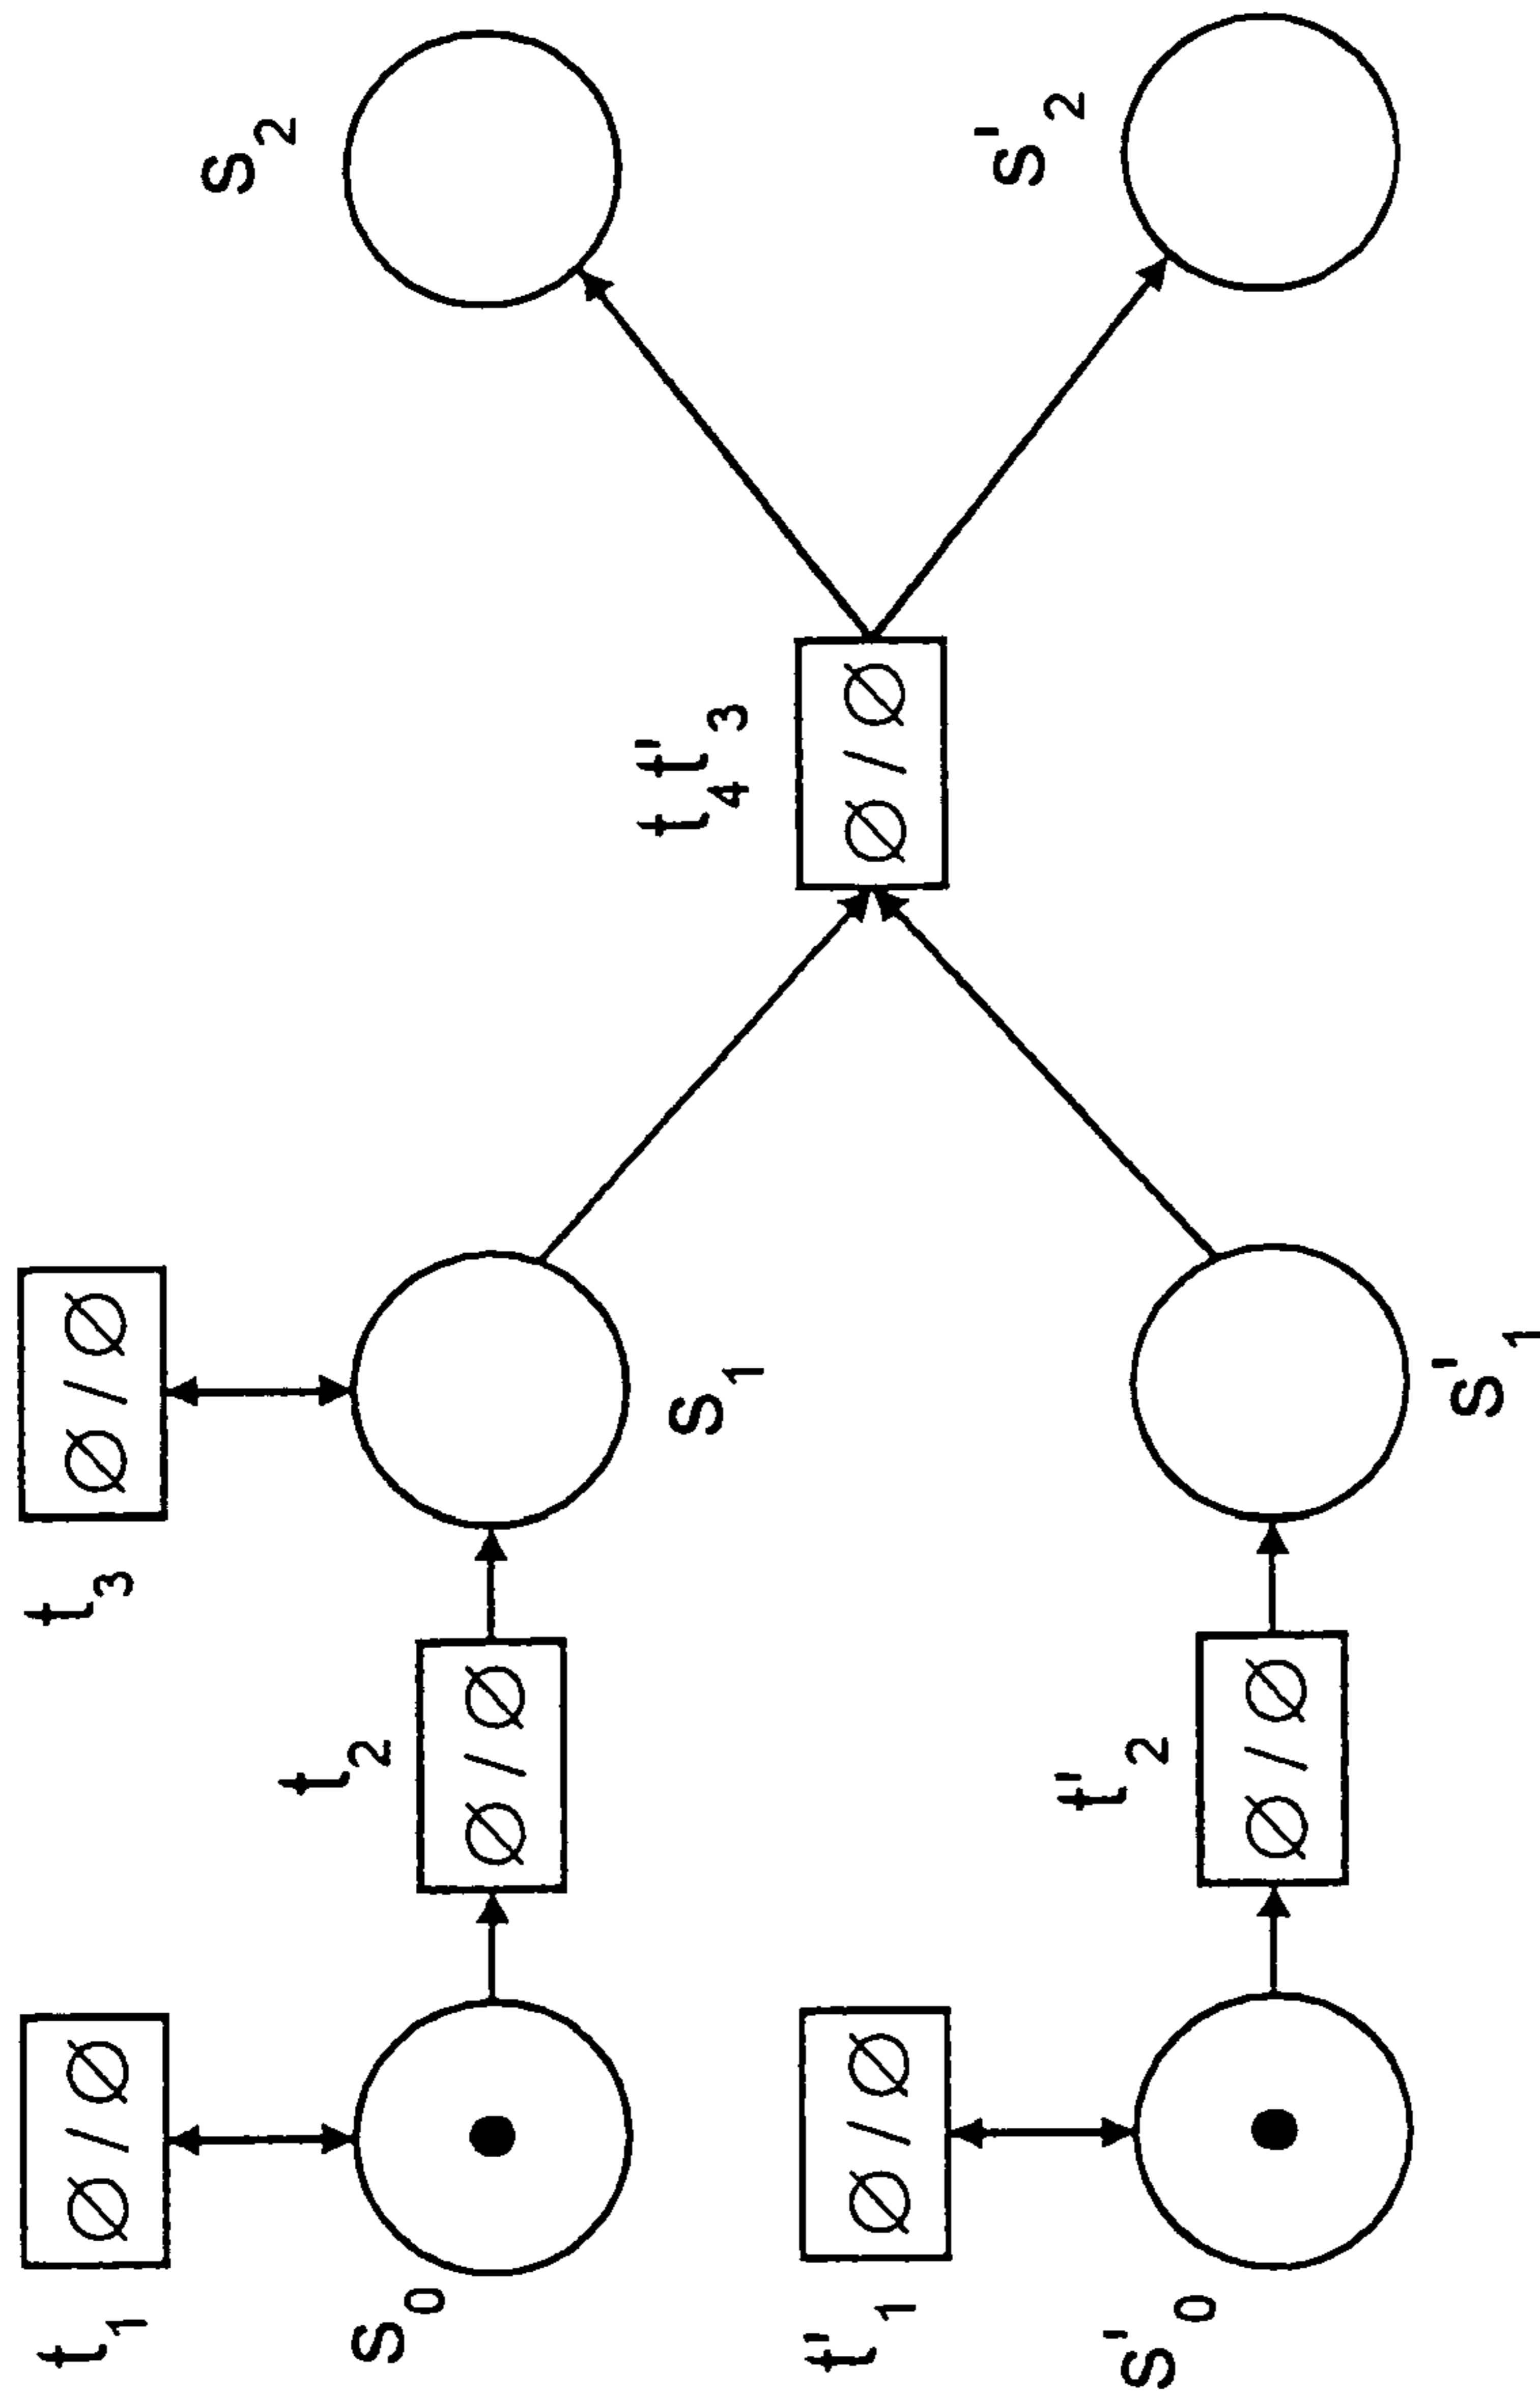 t₁
∅/∅
t₃
∅/∅
s₂
t₂
s₀
∅/∅
t₄t'₃
s₁
t'₁
∅/∅
∅/∅
s'₂
t'₂
s'₀
∅/∅
s'₁